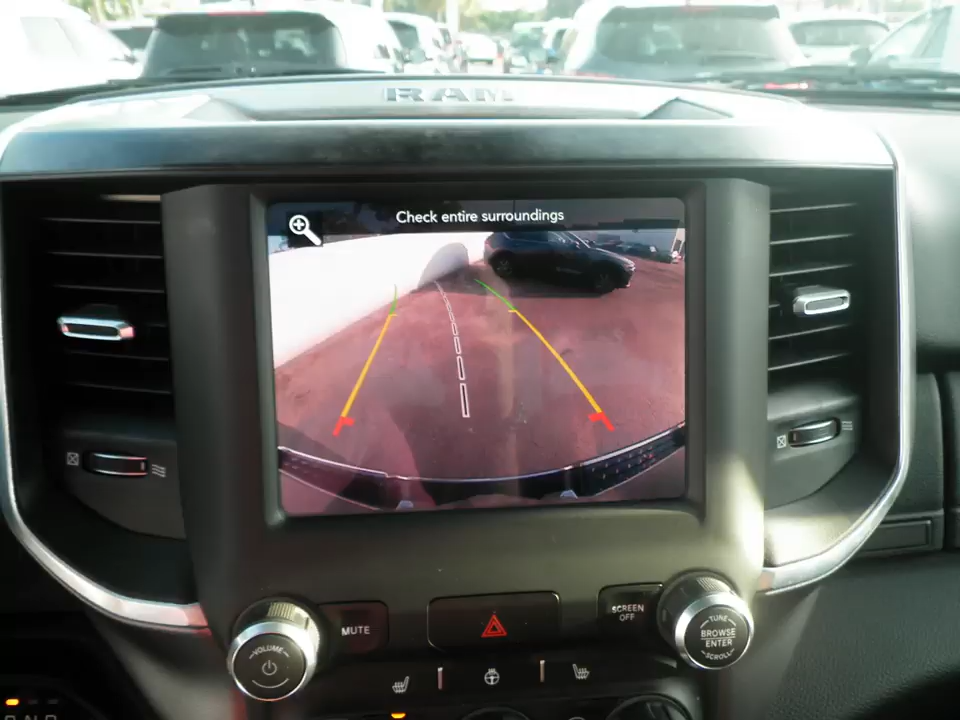 RAM
Check entire surroundings
VOLUME
MUTE
SCREEN
OFF
TUNE
BROWSE
ENTER
SCROLL